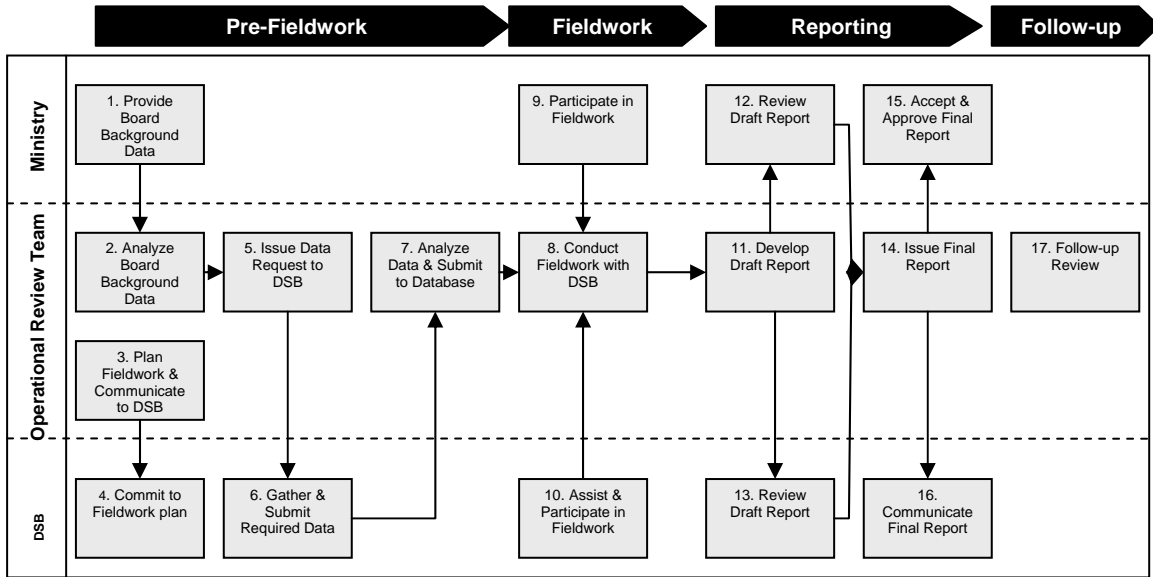 Pre-Fieldwork
Fieldwork
Reporting
Follow-up
Ministry
1. Provide
Board
Background
Data
9. Participate in
Fieldwork
12. Review
Draft Report
15. Accept &
Approve Final
Report
Operational Review Team
2. Analyze
Board
Background
Data
5. Issue Data
Request to
DSB
7. Analyze
Data & Submit
to Database
8. Conduct
Fieldwork with
DSB
11. Develop
Draft Report
14. Issue Final
Report
17. Follow-up
Review
3. Plan
Fieldwork &
Communicate
to DSB
DSB
4. Commit to
Fieldwork plan
6. Gather &
Submit
Required Data
10. Assist &
Participate in
Fieldwork
13. Review
Draft Report
16.
Communicate
Final Report